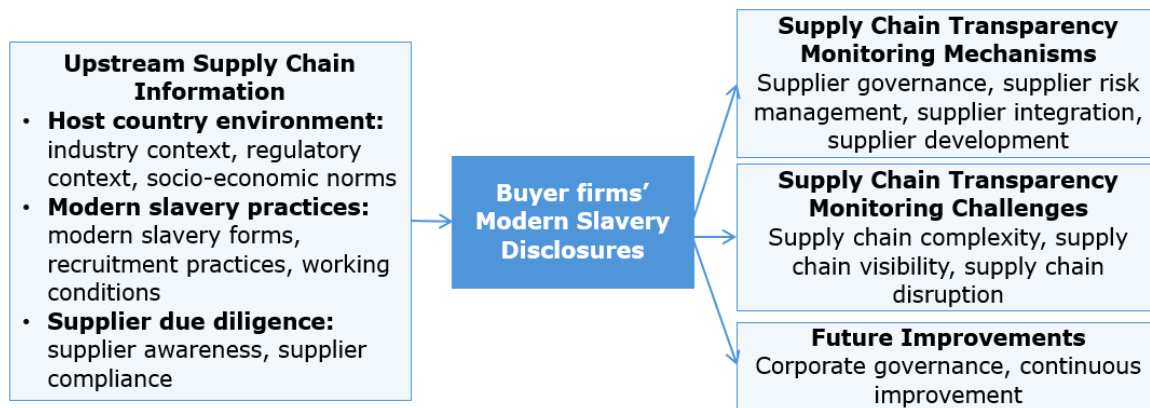 Upstream Supply Chain
Information
• Host country environment:
industry context, regulatory
context, socio-economic norms
• Modern slavery practices:
modern slavery forms,
recruitment practices, working
conditions
• Supplier due diligence:
supplier awareness, supplier
compliance
Buyer firms’
Modern Slavery
Disclosures
Supply Chain Transparency
Monitoring Mechanisms
Supplier governance, supplier risk
management, supplier integration,
supplier development
Supply Chain Transparency
Monitoring Challenges
Supply chain complexity, supply
chain visibility, supply chain
disruption
Future Improvements
Corporate governance, continuous
improvement